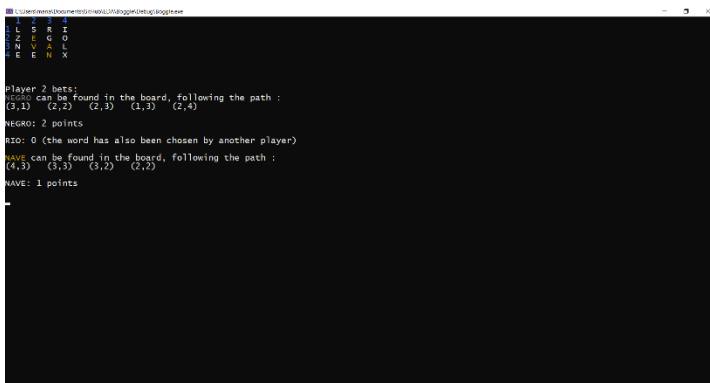 C:\Users\maria\Documents\GitHub\EDA\Boggle\Debug\Boggle.exe
1 2 3 4
1 L S R I
2 Z E G O
3 N V A L
4 E E N X
Player 2 bets:
NEGRO can be found in the board, following the path :
(3,1) (2,2) (2,3) (1,3) (2,4)
NEGRO: 2 points
RIO: 0 (the word has also been chosen by another player)
NAVE can be found in the board, following the path :
(4,3) (3,3) (3,2) (2,2)
NAVE: 1 points